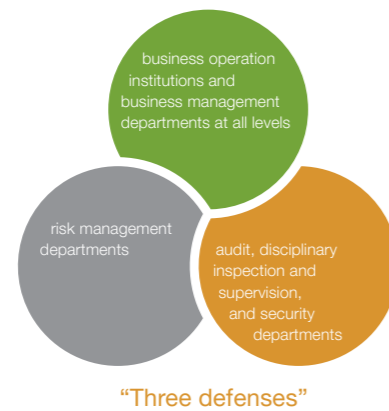 business operation
institutions and
business management
departments at all levels
risk management
departments
audit, disciplinary
inspection and
supervision,
and security
departments
“Three defenses”